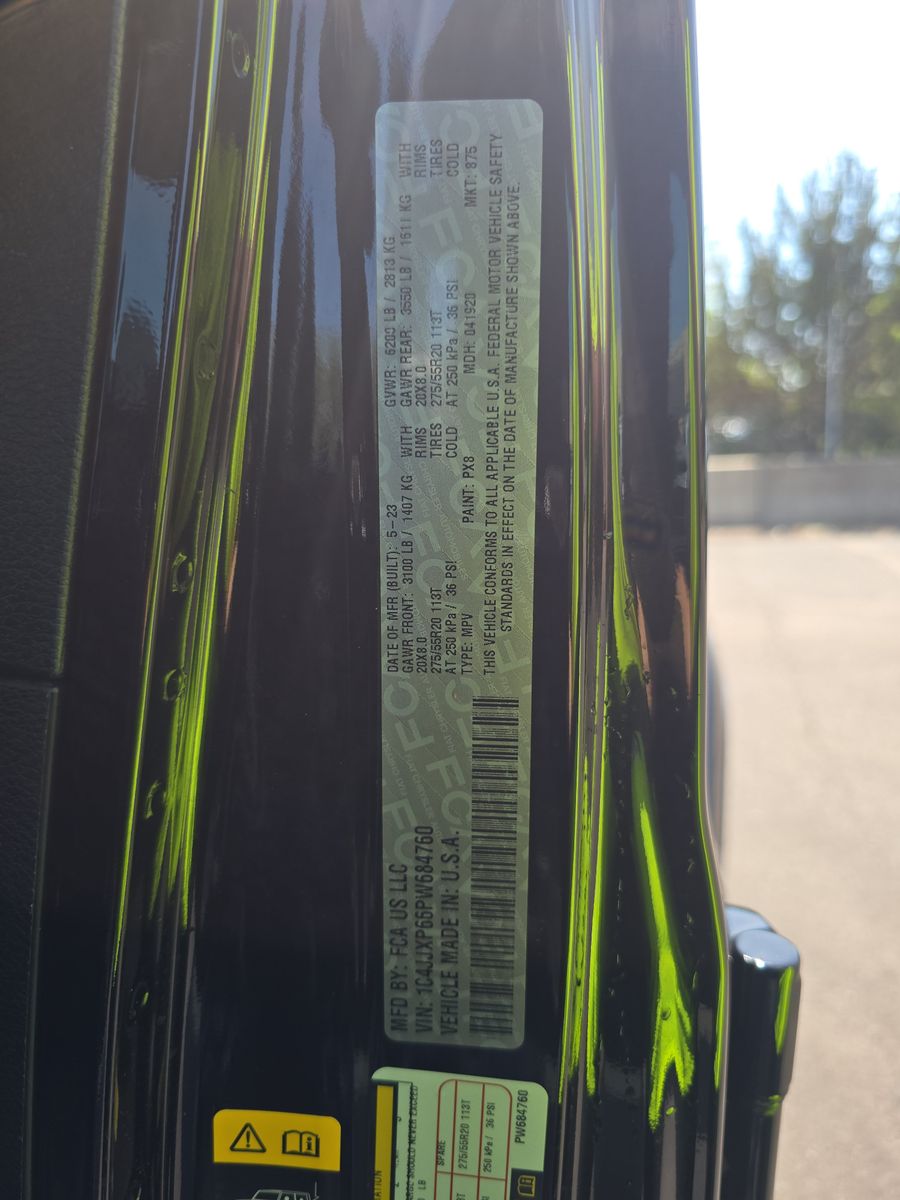 MFD BY: FCA US LLC
VIN: 1C4JJXP66PW684760
VEHICLE MADE IN: U.S.A.
DATE OF MFR (BUILT): 5-23 GVWR: 6200 LB / 2813 KG
GAWR FRONT: 3100 LB / 1407 KG WITH GAWR REAR: 3550 LB / 1611 KG WITH
20X8.0 RIMS 20X8.0 RIMS
275/55R20 113T TIRES 275/55R20 113T TIRES
AT 250 kPa / 36 PSI COLD AT 250 kPa / 36 PSI COLD
TYPE: MPV PAINT: PX8 MDH: 041920 MKT: 875
THIS VEHICLE CONFORMS TO ALL APPLICABLE U.S.A. FEDERAL MOTOR VEHICLE SAFETY
STANDARDS IN EFFECT ON THE DATE OF MANUFACTURE SHOWN ABOVE.
SHOULD NEVER EXCEED
LB
SPARE
275/55R20 113T
250 kPa / 36 PSI
PW684760